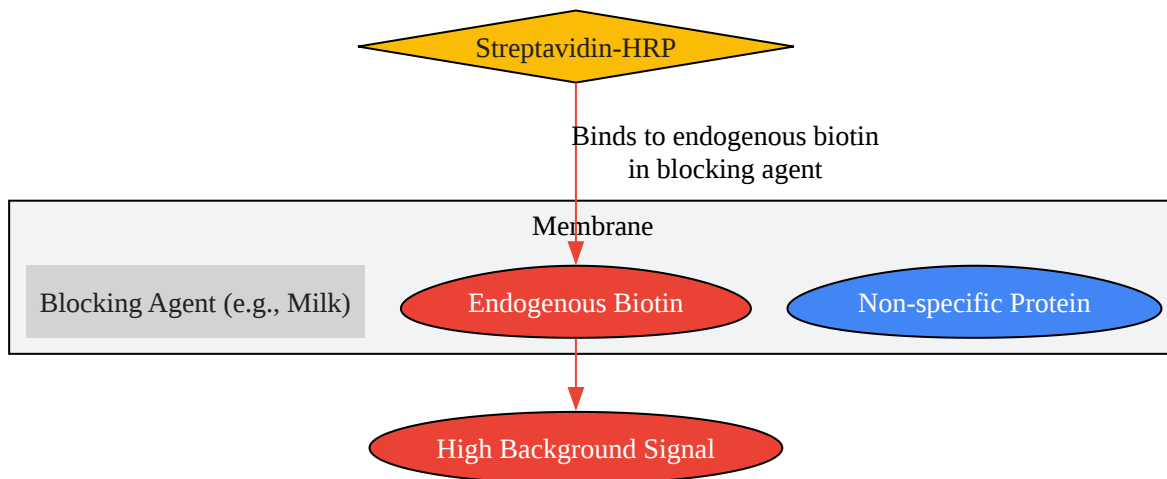 Streptavidin-HRP
Binds to endogenous biotin
in blocking agent
Membrane
Blocking Agent (e.g., Milk)
Endogenous Biotin
Non-specific Protein
High Background Signal